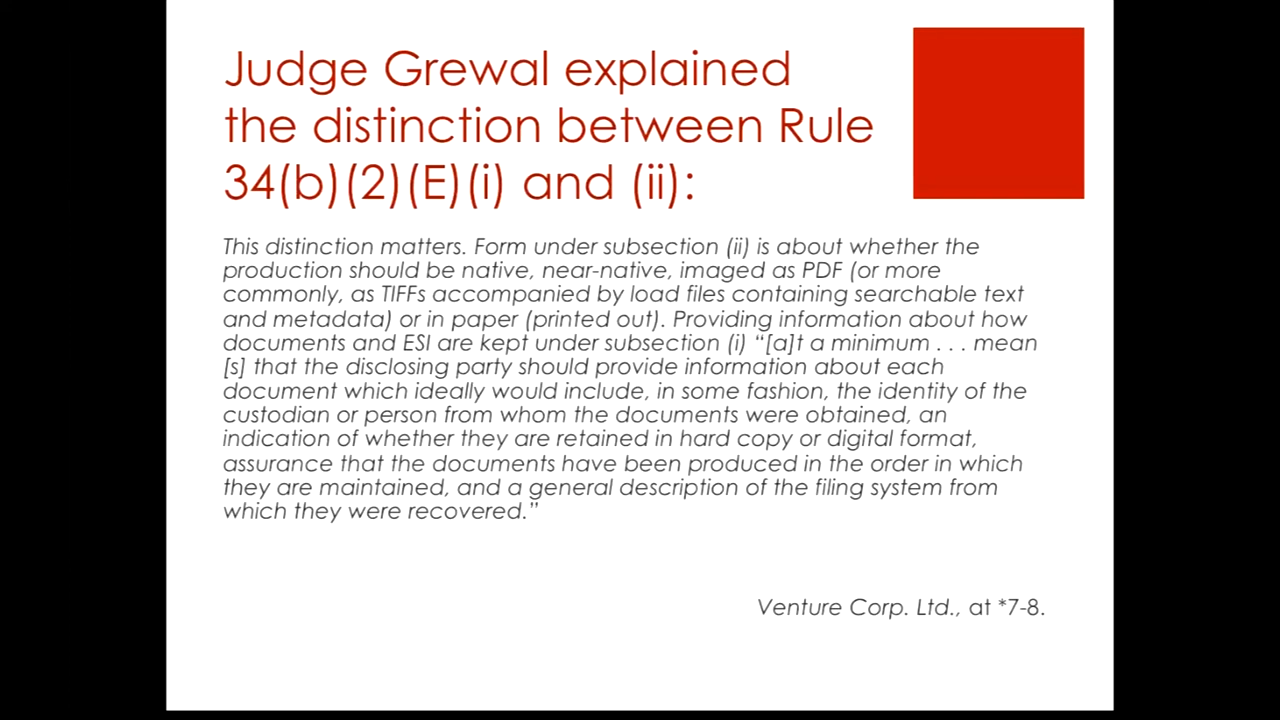 Judge Grewal explained
the distinction between Rule
34(b)(2)(E)(i) and (ii):
This distinction matters. Form under subsection (ii) is about whether the
production should be native, near-native, imaged as PDF (or more
commonly, as TIFFs accompanied by load files containing searchable text
and metadata) or in paper (printed out). Providing information about how
documents and ESI are kept under subsection (i) “[a]t a minimum . . . mean
[s] that the disclosing party should provide information about each
document which ideally would include, in some fashion, the identity of the
custodian or person from whom the documents were obtained, an
indication of whether they are retained in hard copy or digital format,
assurance that the documents have been produced in the order in which
they are maintained, and a general description of the filing system from
which they were recovered.”
Venture Corp. Ltd., at *7-8.